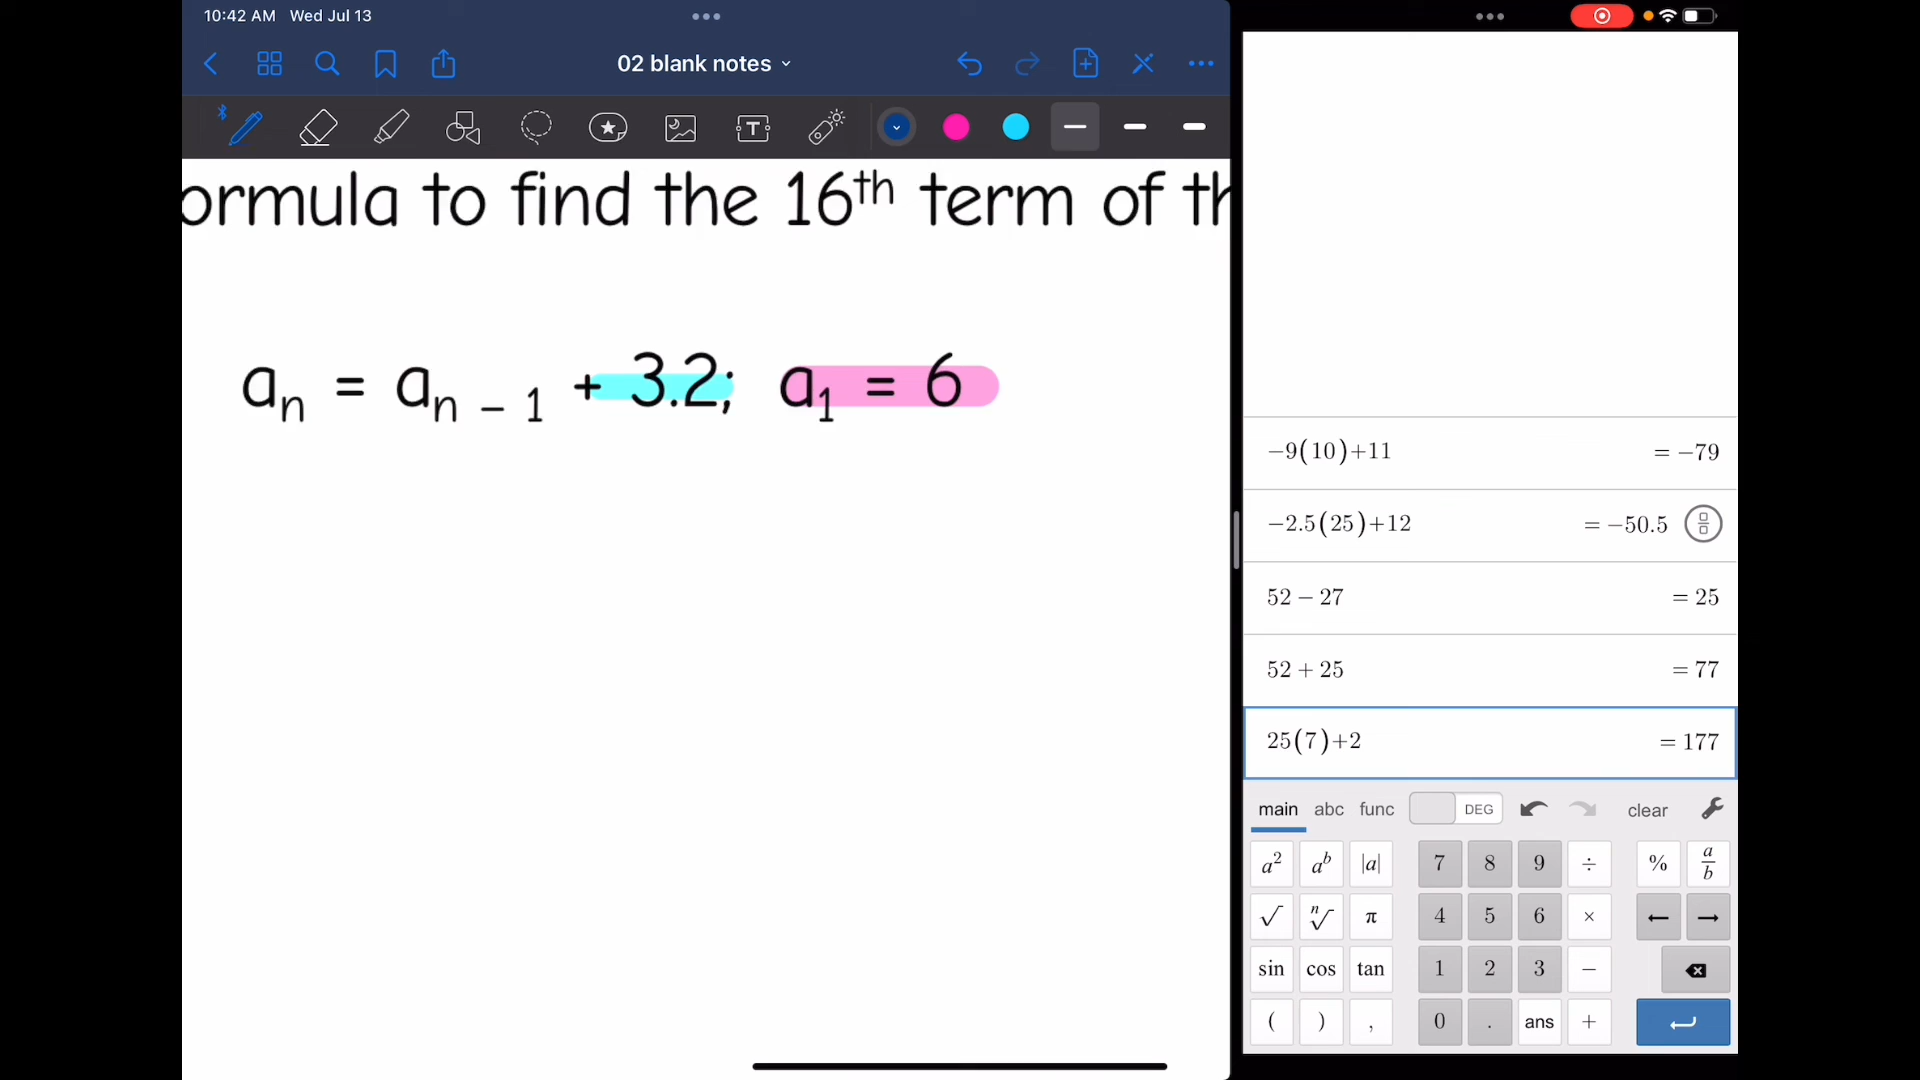 10:42 AM Wed Jul 13
02 blank notes
T
ormula to find the 16th term of th
aₙ = aₙ ₋ ₁ + 3.2; a₁ = 6
−9(10)+11 = −79
−2.5(25)+12 = −50.5
52 − 27 = 25
52 + 25 = 77
25(7)+2 = 177
main abc func DEG clear
a² aᵇ |a| 7 8 9 ÷ % a/b
√ ⁿ√ π 4 5 6 × ← →
sin cos tan 1 2 3 −
( ) , 0 . ans +